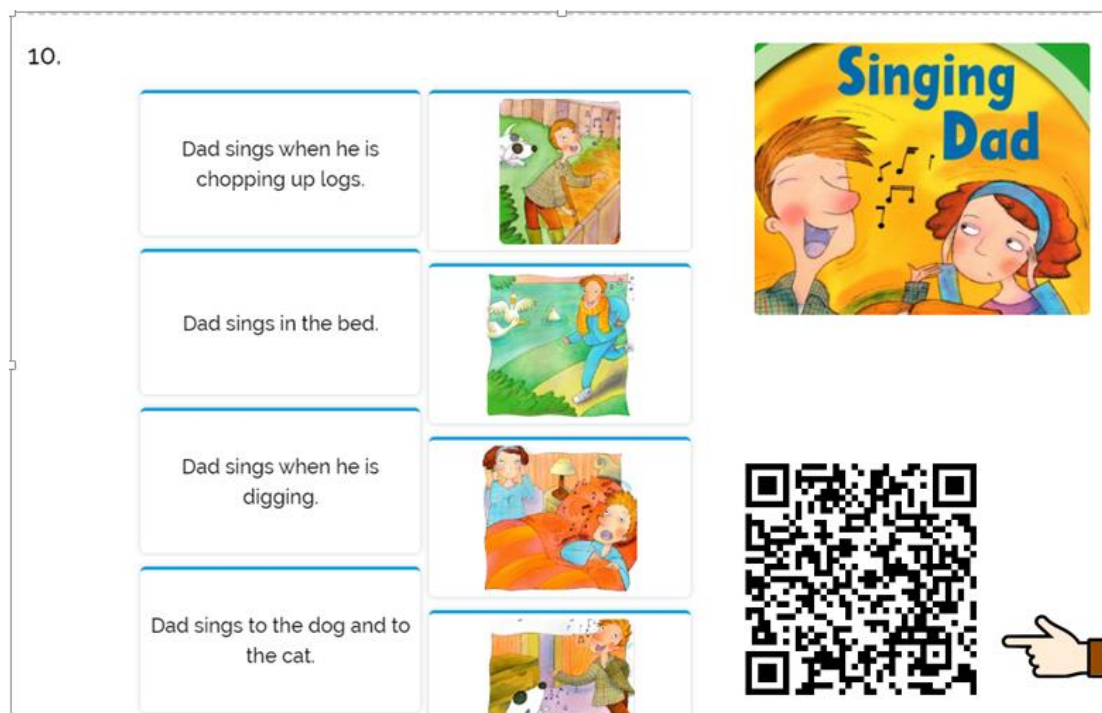 10.
Dad sings when he is
chopping up logs.
Dad sings in the bed.
Dad sings when he is
digging.
Dad sings to the dog and to
the cat.
Singing
Dad